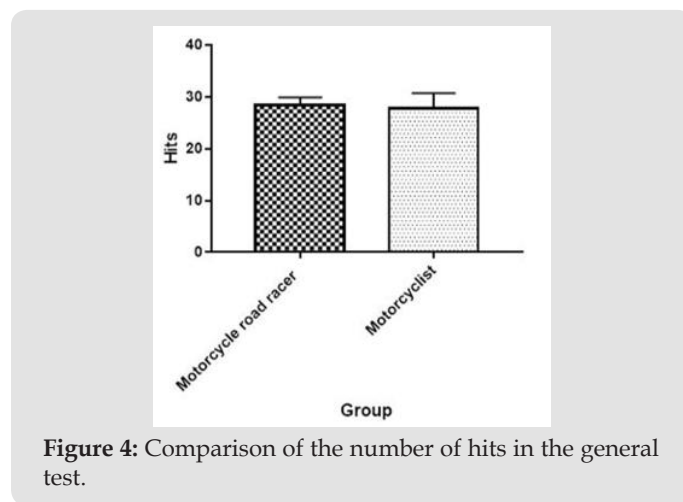 40
30
20
10
0
Hits
Motorcycle road racer
Motorcyclist
Group
Figure 4: Comparison of the number of hits in the general
test.